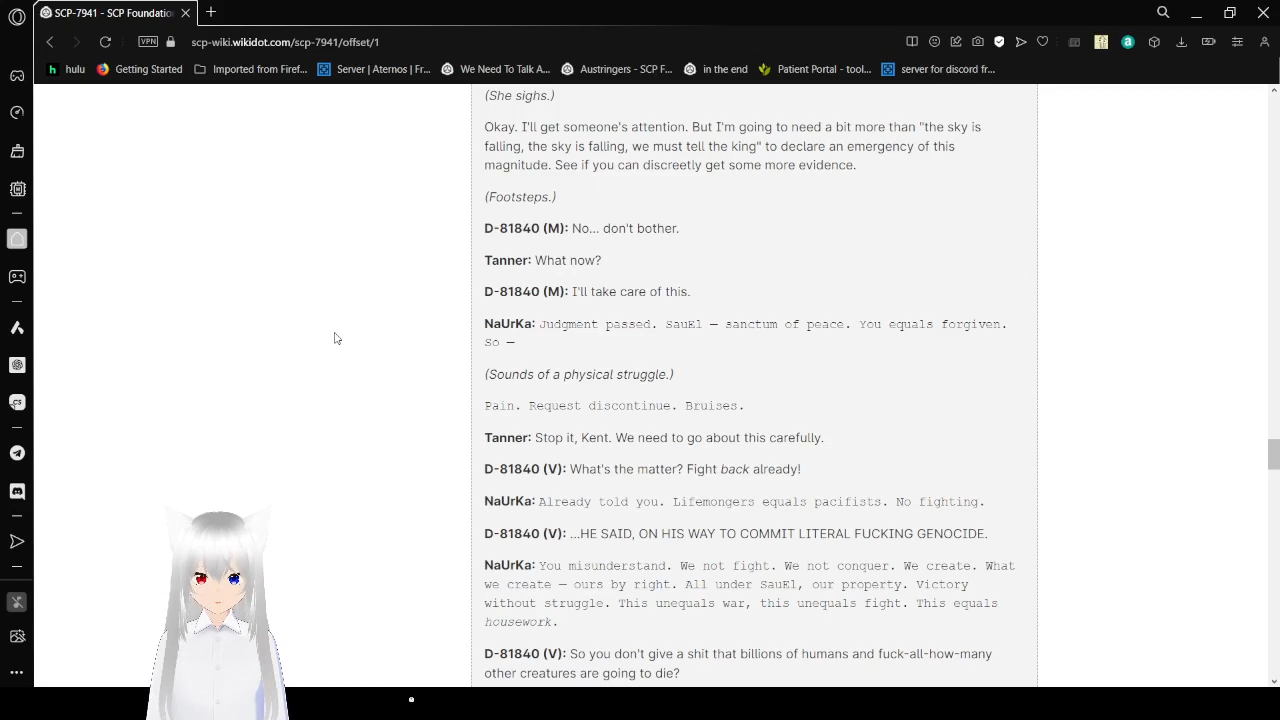 SCP-7941 - SCP Foundatio
scp-wiki.wikidot.com/scp-7941/offset/1
VPN
hulu
Getting Started
Imported from Firef...
Server | Aternos | Fr...
We Need To Talk A...
Austringers - SCP F...
in the end
Patient Portal - tool...
server for discord fr...
(She sighs.)
Okay. I'll get someone's attention. But I'm going to need a bit more than "the sky is
falling, the sky is falling, we must tell the king" to declare an emergency of this
magnitude. See if you can discreetly get some more evidence.
(Footsteps.)
D-81840 (M): No... don't bother.
Tanner: What now?
D-81840 (M): I'll take care of this.
NaUrKa: Judgment passed. SauEl — sanctum of peace. You equals forgiven.
So —
(Sounds of a physical struggle.)
Pain. Request discontinue. Bruises.
Tanner: Stop it, Kent. We need to go about this carefully.
D-81840 (V): What's the matter? Fight back already!
NaUrKa: Already told you. Lifemongers equals pacifists. No fighting.
D-81840 (V): ...HE SAID, ON HIS WAY TO COMMIT LITERAL FUCKING GENOCIDE.
NaUrKa: You misunderstand. We not fight. We not conquer. We create. What
we create — ours by right. All under SauEl, our property. Victory
without struggle. This unequals war, this unequals fight. This equals
housework.
D-81840 (V): So you don't give a shit that billions of humans and fuck-all-how-many
other creatures are going to die?